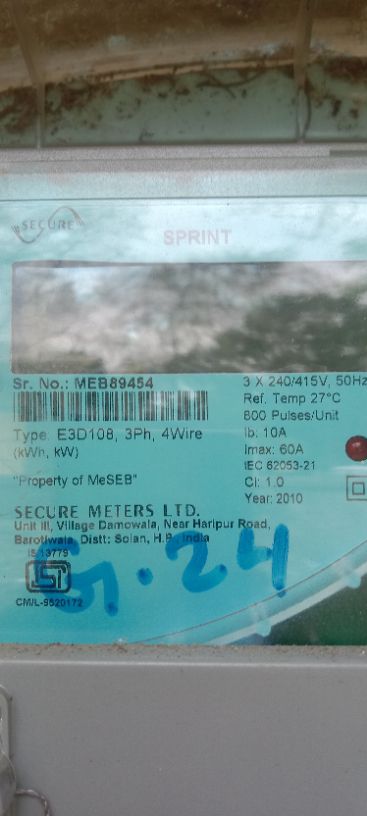 SECURE
SPRINT
Sr. No.: MEB89454
3 X 240/415V, 50Hz
Ref. Temp 27°C
800 Pulses/Unit
Type: E3D108, 3Ph, 4Wire
Ib: 10A
(kWh, kW)
Imax: 60A
IEC 62053-21
"Property of MeSEB"
Cl: 1.0
Year: 2010
SECURE METERS LTD.
Unit III, Village Damowala, Near Haripur Road,
Barotiwala, Distt: Solan, H.P., India
IS 13779
CM/L-9520172
24